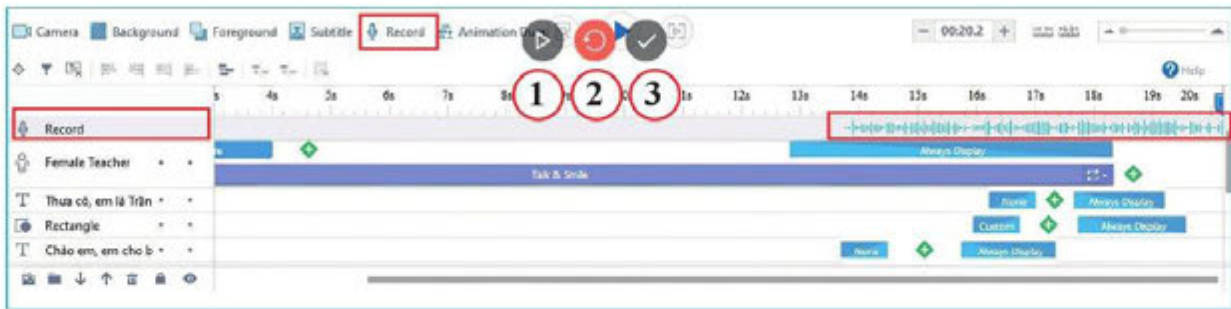 Camera Background Foreground Subtitle Record Animation
00:20.2
Help
1 2 3
4s 5s 6s 7s 12s 13s 14s 15s 16s 17s 18s 19s 20s
Record
Female Teacher Always Display
Talk & Smile
Thưa cô, em là Trần None Always Display
Rectangle Custom Always Display
Chào em, em cho b None Always Display